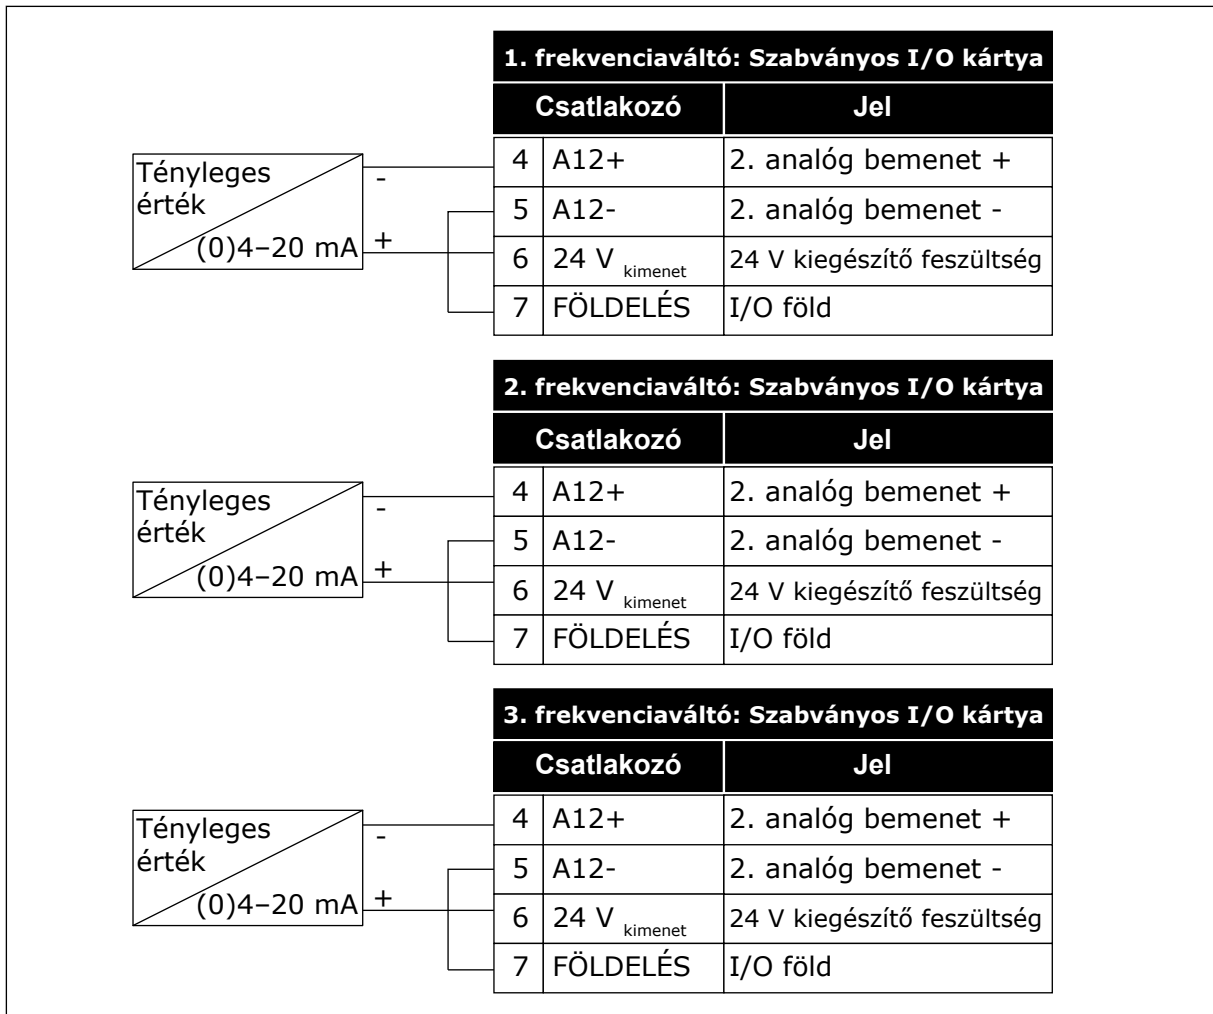 1. frekvenciaváltó: Szabványos I/O kártya
Csatlakozó Jel
Tényleges
érték
(0)4–20 mA
-
+
4 A12+ 2. analóg bemenet +
5 A12- 2. analóg bemenet -
6 24 V kimenet 24 V kiegészítő feszültség
7 FÖLDELÉS I/O föld
2. frekvenciaváltó: Szabványos I/O kártya
Csatlakozó Jel
Tényleges
érték
(0)4–20 mA
-
+
4 A12+ 2. analóg bemenet +
5 A12- 2. analóg bemenet -
6 24 V kimenet 24 V kiegészítő feszültség
7 FÖLDELÉS I/O föld
3. frekvenciaváltó: Szabványos I/O kártya
Csatlakozó Jel
Tényleges
érték
(0)4–20 mA
-
+
4 A12+ 2. analóg bemenet +
5 A12- 2. analóg bemenet -
6 24 V kimenet 24 V kiegészítő feszültség
7 FÖLDELÉS I/O föld